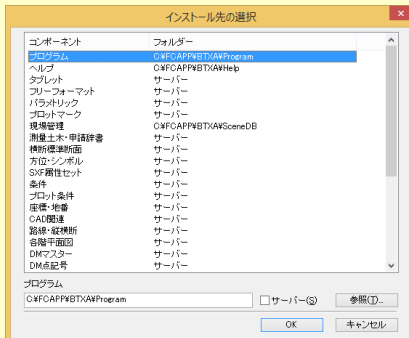 インストール先の選択
コンポーネント フォルダー
プログラム C:¥FCAPP¥BTXA¥Program
ヘルプ C:¥FCAPP¥BTXA¥Help
タブレット サーバー
フリーフォーマット サーバー
パラメトリック サーバー
プロットマーク サーバー
現場管理 C:¥FCAPP¥BTXA¥SceneDB
測量土木・申請辞書 サーバー
横断標準断面 サーバー
方位・シンボル サーバー
SXF属性セット サーバー
条件 サーバー
プロット条件 サーバー
座標・地番 サーバー
CAD関連 サーバー
路線・縦横断 サーバー
各階平面図 サーバー
DMマスター サーバー
DM点記号 サーバー
プログラム
C:¥FCAPP¥BTXA¥Program サーバー(S) 参照(I)...
OK キャンセル